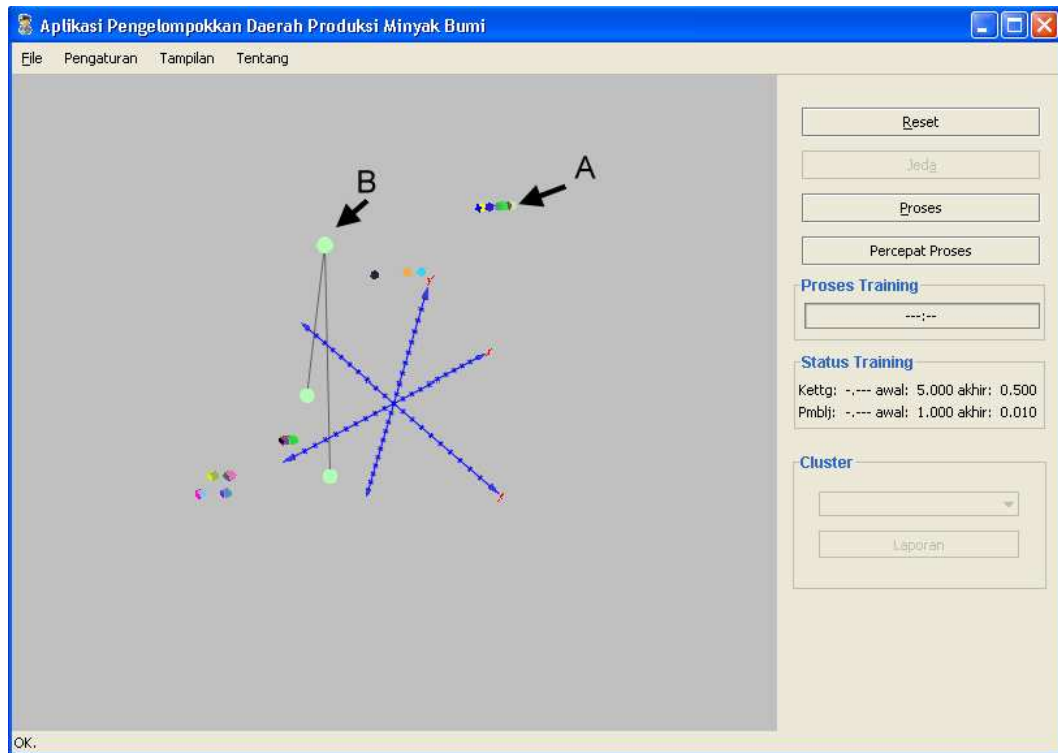 Aplikasi Pengelompokkan Daerah Produksi Minyak Bumi
File Pengaturan Tampilan Tentang
A
B
Reset
Jeda
Proses
Percepat Proses
Proses Training
---:--
Status Training
Kettg: -.--- awal: 5.000 akhir: 0.500
Pmblj: -.--- awal: 1.000 akhir: 0.010
Cluster
Laporan
OK.